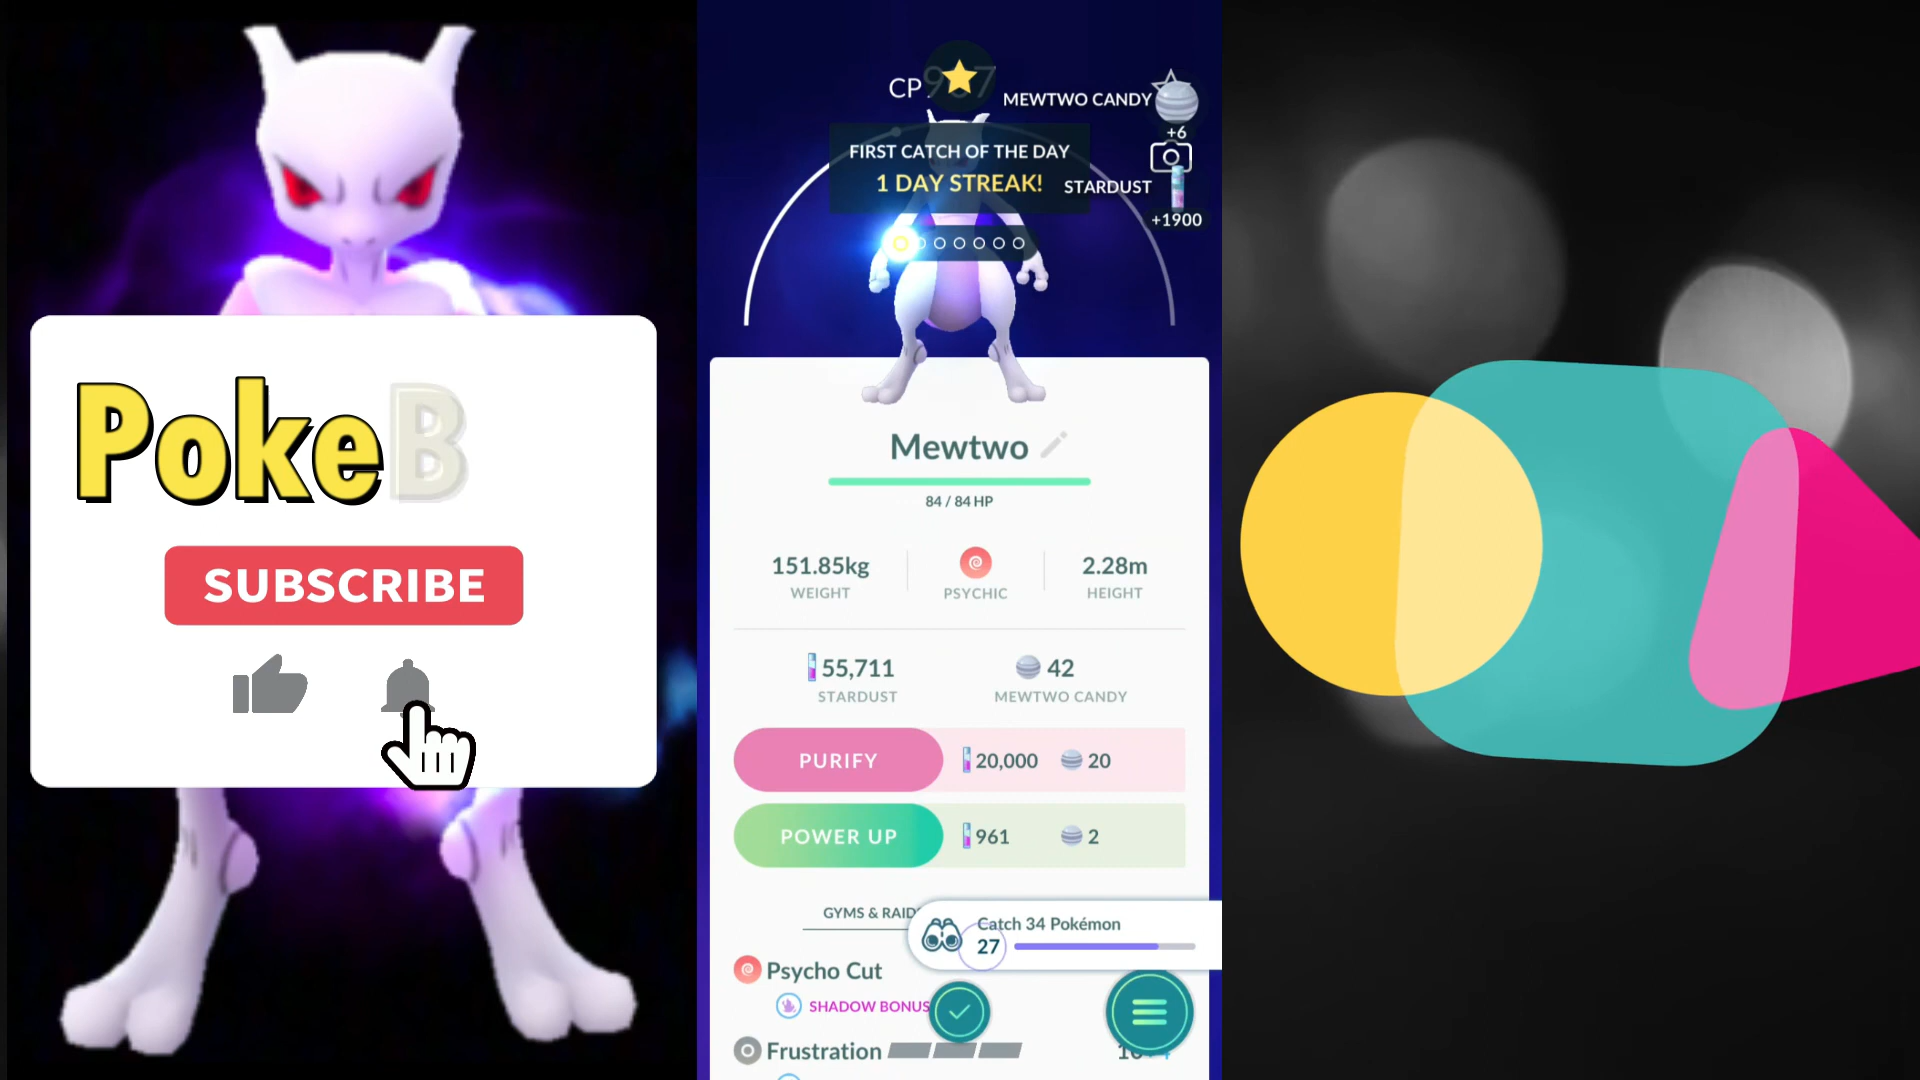 PokeB
SUBSCRIBE
CP
MEWTWO CANDY
+6
FIRST CATCH OF THE DAY
1 DAY STREAK!
STARDUST
+1900
Mewtwo
84 / 84 HP
151.85kg
WEIGHT
PSYCHIC
2.28m
HEIGHT
55,711
STARDUST
42
MEWTWO CANDY
PURIFY
20,000
20
POWER UP
961
2
GYMS & RAIDS
Catch 34 Pokémon
27
Psycho Cut
SHADOW BONUS
Frustration